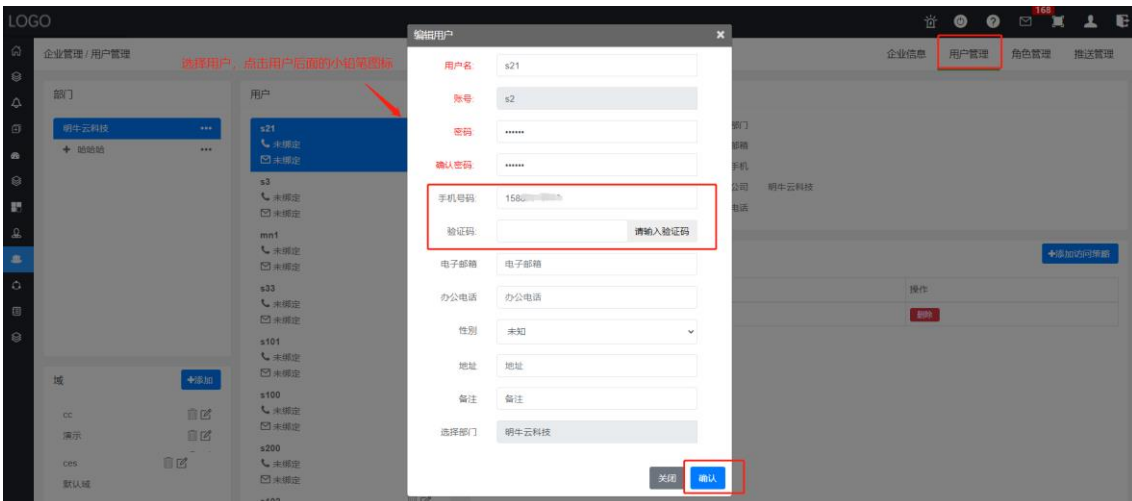 LOGO
168
企业管理 / 用户管理
企业信息
用户管理
角色管理
推送管理
选择用户，点击用户后面的小铅笔图标
部门
明牛云科技
哈哈哈
域
+添加
cc
演示
ces
默认域
用户
s21
未绑定
未绑定
s3
未绑定
未绑定
mn1
未绑定
未绑定
s33
未绑定
未绑定
s101
未绑定
未绑定
s100
未绑定
未绑定
s200
未绑定
未绑定
编辑用户
×
用户名: s21
账号: s2
密码: ••••••
确认密码: ••••••
手机号码: 158
验证码: 请输入验证码
电子邮箱 电子邮箱
办公电话 办公电话
性别 未知
地址 地址
备注 备注
选择部门 明牛云科技
关闭
确认
部门
邮箱
手机
公司 明牛云科技
电话
+添加访问策略
操作
删除